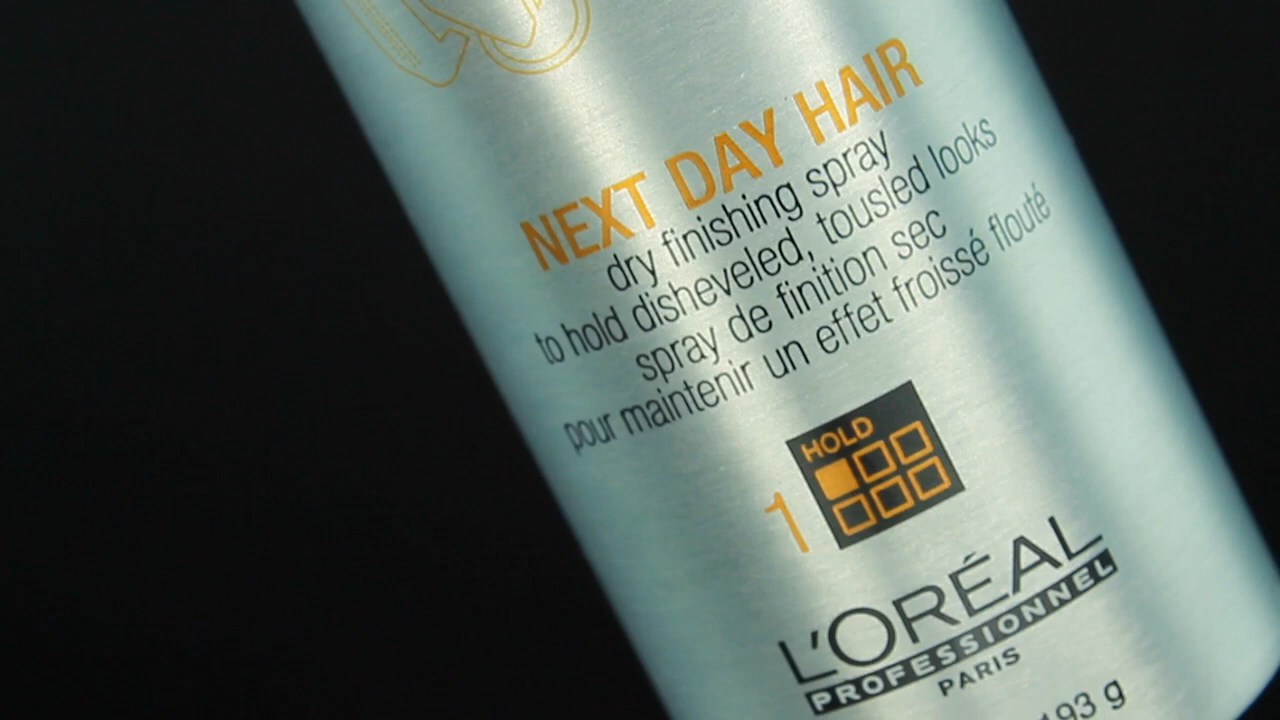 NEXT DAY HAIR
dry finishing spray
to hold disheveled, tousled looks
spray de finition sec
pour maintenir un effet froissé flouté
HOLD
1
L'ORÉAL
PROFESSIONNEL
PARIS
193 g